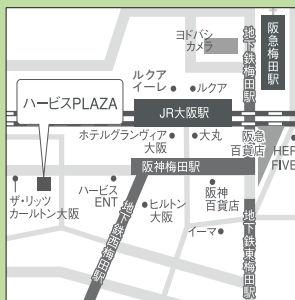 ヨドバシ
カメラ
地下鉄梅田駅
阪急梅田駅
ルクア
イーレ
ルクア
ハービスPLAZA
JR大阪駅
ホテルグランヴィア
大阪
大丸
阪急
百貨店
HEP
FIVE
阪神梅田駅
ザ・リッツ
カールトン大阪
ハービス
ENT
ヒルトン
大阪
阪神
百貨店
イーマ
地下鉄西梅田駅
地下鉄東梅田駅